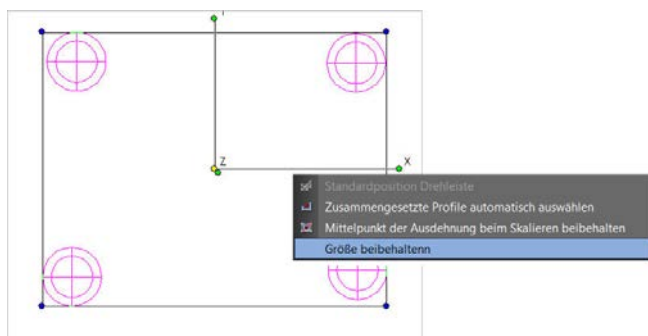 Y
Z
X
Standardposition Drehleiste
Zusammengesetzte Profile automatisch auswählen
Mittelpunkt der Ausdehnung beim Skalieren beibehalten
Größe beibehaltenn